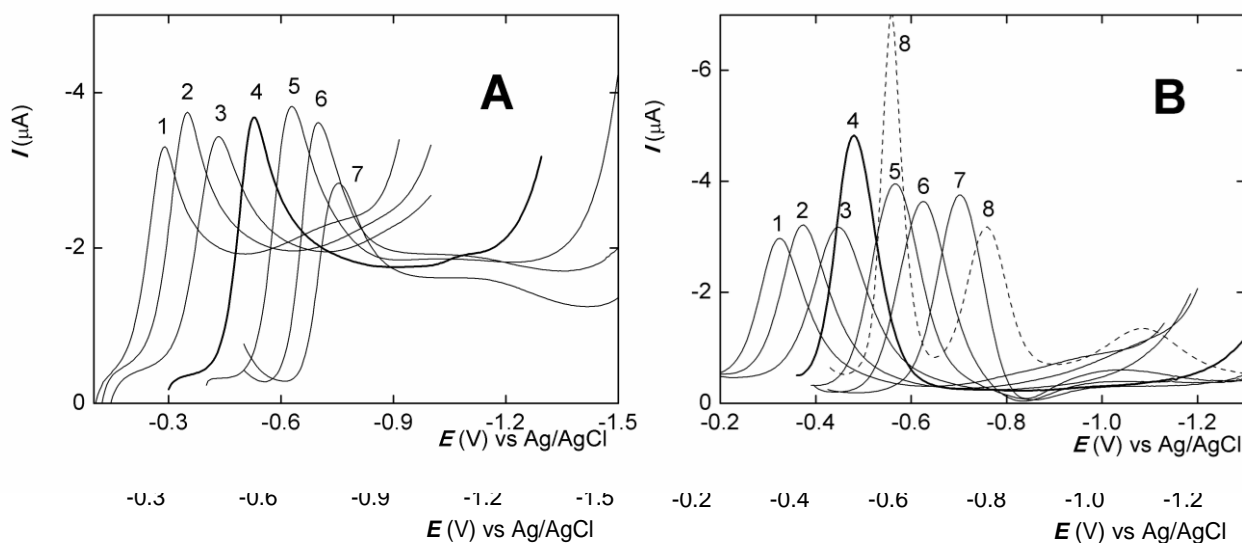 A
1 2 3 4 5 6 7
-4
-2
0
I (μA)
-0.3 -0.6 -0.9 -1.2 -1.5
E (V) vs Ag/AgCl
B
8
4
1 2 3 5 6 7 8
-6
-4
-2
0
I (μA)
-0.2 -0.4 -0.6 -0.8 -1.0 -1.2
E (V) vs Ag/AgCl
-0.3 -0.6 -0.9 -1.2 -1.5
E (V) vs Ag/AgCl
-0.2 -0.4 -0.6 -0.8 -1.0 -1.2
E (V) vs Ag/AgCl